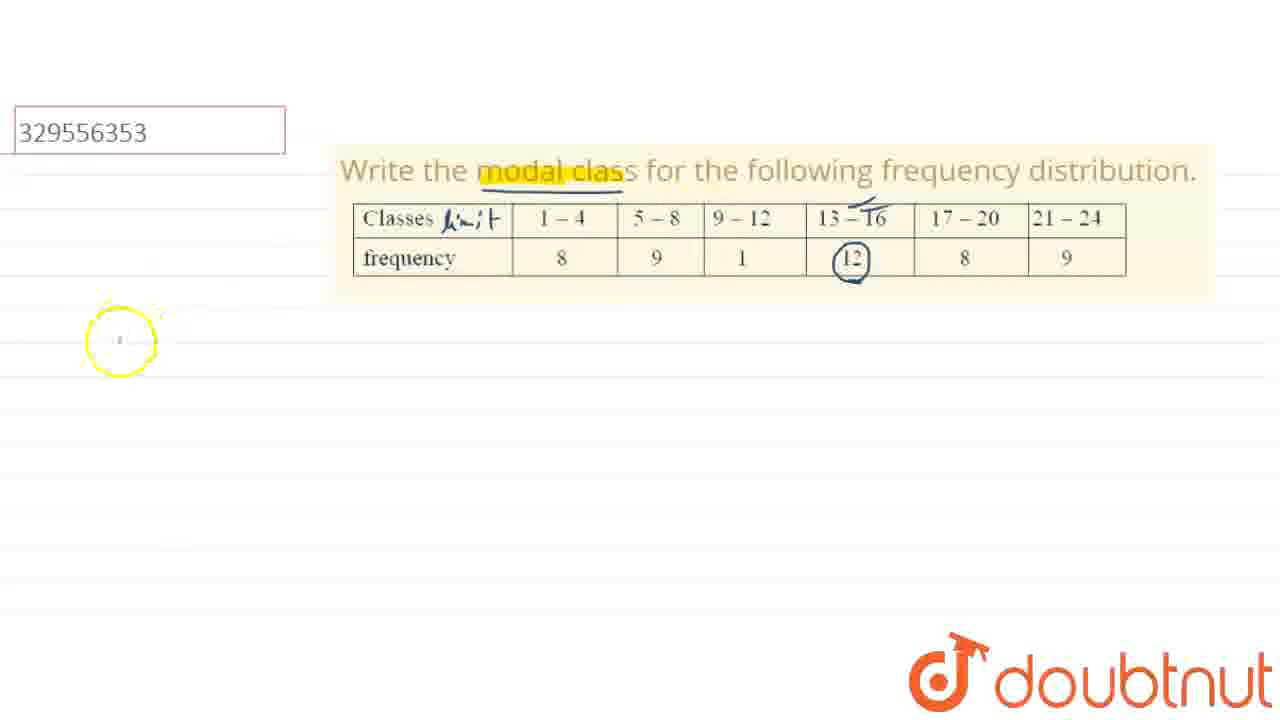 329556353
Write the modal class for the following frequency distribution.
Classes limit 1 – 4 5 – 8 9 – 12 13 – 16 17 – 20 21 – 24
frequency 8 9 1 12 8 9
doubtnut